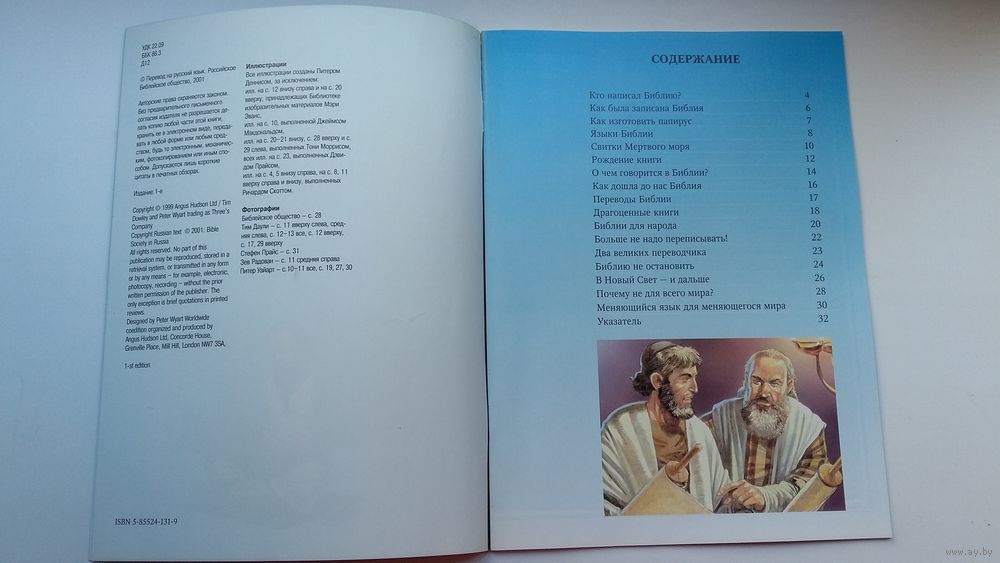 УДК 22.09
ББК 86.3
Д12
© Перевод на русский язык. Российское
Библейское общество, 2001
Авторские права охраняются законом.
Без предварительного письменного
согласия издателя не разрешается де-
лать копию любой части этой книги,
хранить ее в электронном виде, переда-
вать в любой форме или любым сред-
ством, будь то электронным, механичес-
ким, фотокопированием или иным спо-
собом. Допускаются лишь короткие
цитаты в печатных обзорах.
Издание 1-е
Copyright © 1999 Angus Hudson Ltd / Tim
Dowley and Peter Wyart trading as Three's
Company
Copyright Russian text © 2001: Bible
Society in Russia
All rights reserved. No part of this
publication may be reproduced, stored in a
retrieval system, or transmitted in any form
or by any means – for example, electronic,
photocopy, recording – without the prior
written permission of the publisher. The
only exception is brief quotations in printed
reviews.
Designed by Peter Wyart Worldwide
coedition organized and produced by
Angus Hudson Ltd, Concorde House,
Grenville Place, Mill Hill, London NW7 3SA,
1-st edition
ISBN 5-85524-131-9
Иллюстрации
Все иллюстрации созданы Питером
Деннисом, за исключением:
илл. на с. 12 внизу справа и на с. 20
вверху, принадлежащих Библиотеке
изобразительных материалов Мэри
Эванс,
илл. на с. 10, выполненной Джеймсом
Макдональдом,
илл. на с. 20–21 внизу, с. 28 вверху и с.
29 слева, выполненных Тони Моррисом,
всех илл. на с. 23, выполненных Дэви-
дом Прайсом,
илл. на с. 4, 5 внизу справа, на с. 8, 11
вверху справа и внизу, выполненных
Ричардом Скоттом.
Фотографии
Библейское общество – с. 28
Тим Даули – с. 11 вверху слева, сред-
няя слева, с. 12–13 все, с. 12 вверху,
с. 17, 29 вверху
Стефен Прайс – с. 31
Зев Радован – с. 11 средняя справа
Питер Уайарт – с.10–11 все, с. 19, 27, 30
СОДЕРЖАНИЕ
Кто написал Библию? 4
Как была записана Библия 6
Как изготовить папирус 7
Языки Библии 8
Свитки Мертвого моря 10
Рождение книги 12
О чем говорится в Библии? 14
Как дошла до нас Библия 16
Переводы Библии 17
Драгоценные книги 18
Библии для народа 20
Больше не надо переписывать! 22
Два великих переводчика 23
Библию не остановить 24
В Новый Свет — и дальше 26
Почему не для всего мира? 28
Меняющийся язык для меняющегося мира 30
Указатель 32
www.ay.by